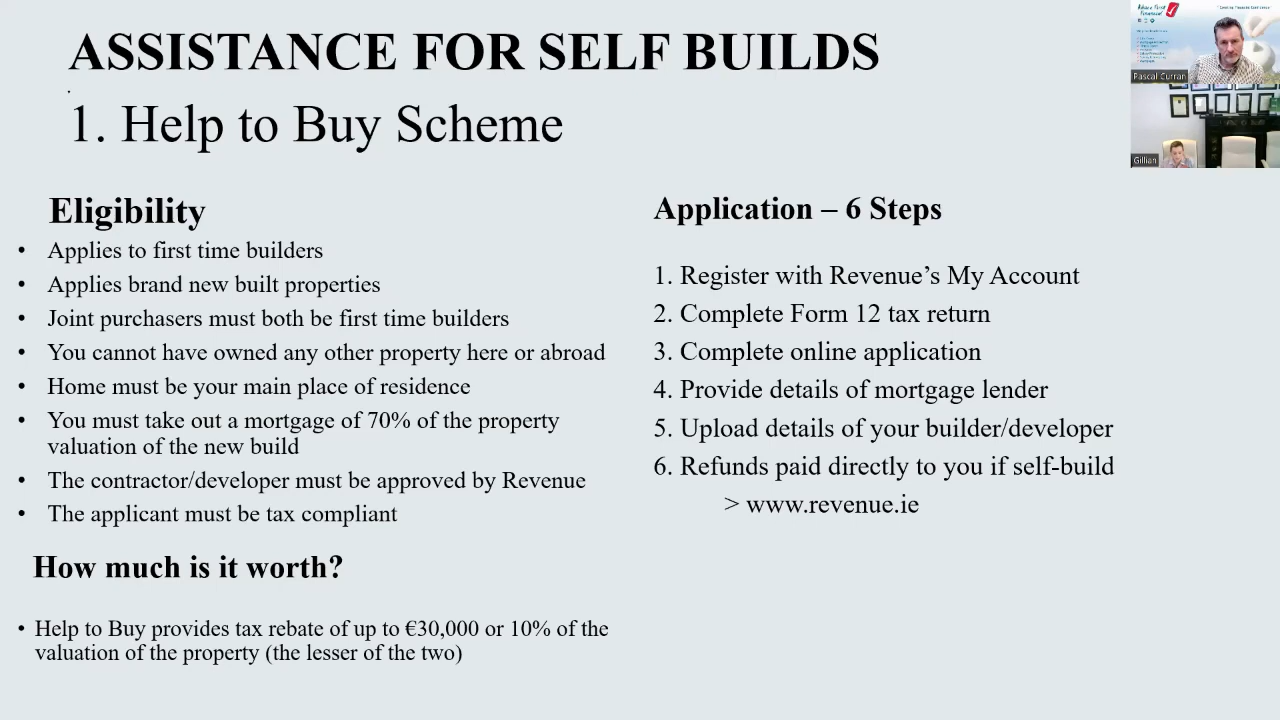 ASSISTANCE FOR SELF BUILDS
1. Help to Buy Scheme
Eligibility
• Applies to first time builders
• Applies brand new built properties
• Joint purchasers must both be first time builders
• You cannot have owned any other property here or abroad
• Home must be your main place of residence
• You must take out a mortgage of 70% of the property
valuation of the new build
• The contractor/developer must be approved by Revenue
• The applicant must be tax compliant
How much is it worth?
• Help to Buy provides tax rebate of up to €30,000 or 10% of the
valuation of the property (the lesser of the two)
Application – 6 Steps
1. Register with Revenue’s My Account
2. Complete Form 12 tax return
3. Complete online application
4. Provide details of mortgage lender
5. Upload details of your builder/developer
6. Refunds paid directly to you if self-build
> www.revenue.ie
Pascal Curran
Gillian